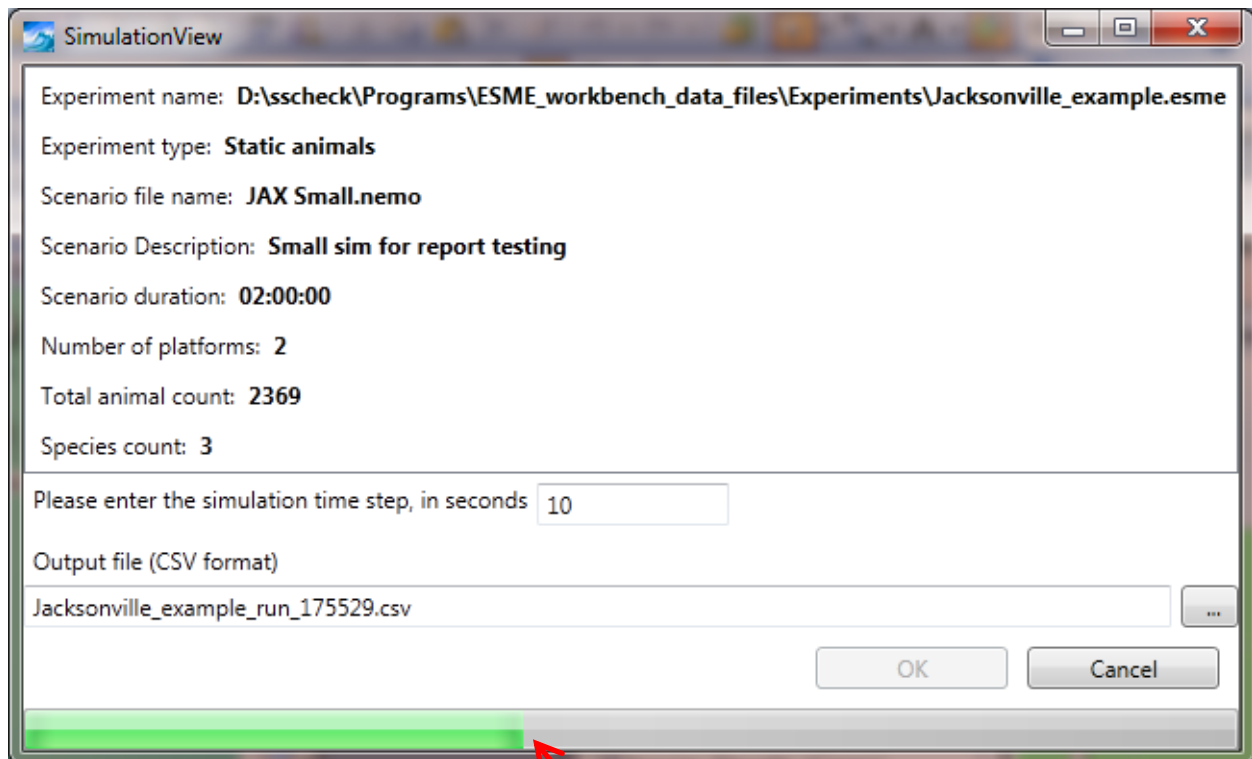 SimulationView
Experiment name: D:\sscheck\Programs\ESME_workbench_data_files\Experiments\Jacksonville_example.esme
Experiment type: Static animals
Scenario file name: JAX Small.nemo
Scenario Description: Small sim for report testing
Scenario duration: 02:00:00
Number of platforms: 2
Total animal count: 2369
Species count: 3
Please enter the simulation time step, in seconds 10
Output file (CSV format)
Jacksonville_example_run_175529.csv ...
OK Cancel